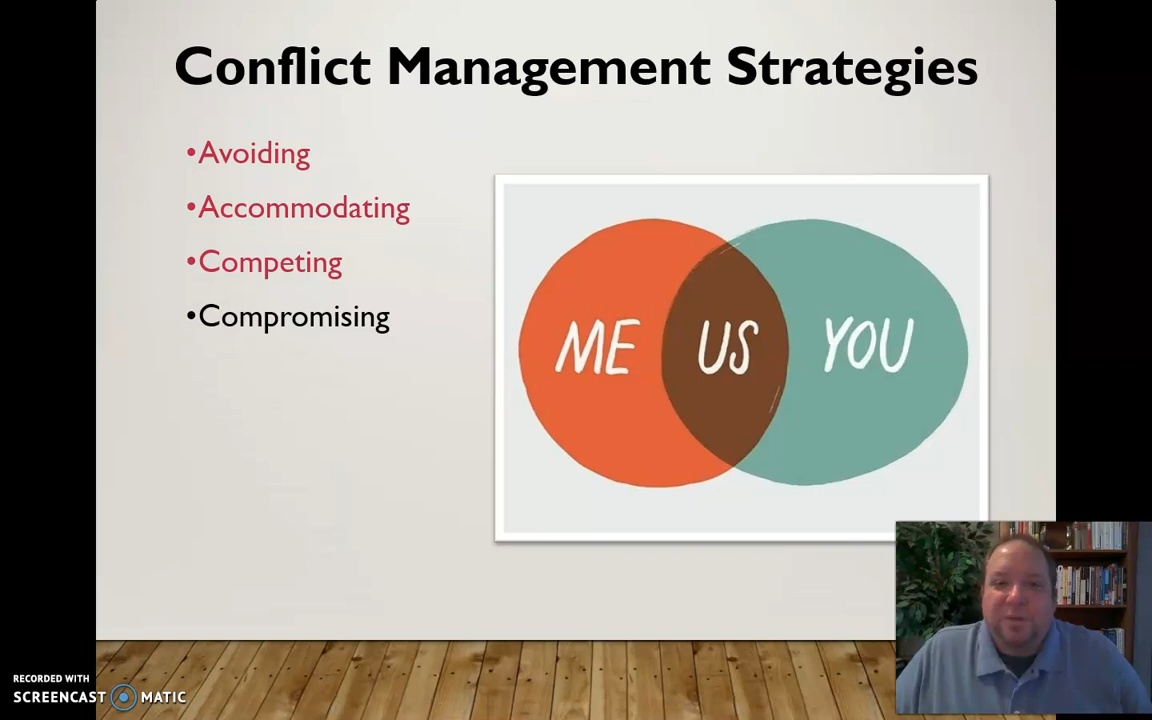 Conflict Management Strategies
•Avoiding
•Accommodating
•Competing
•Compromising
ME US YOU
RECORDED WITH
SCREENCAST MATIC